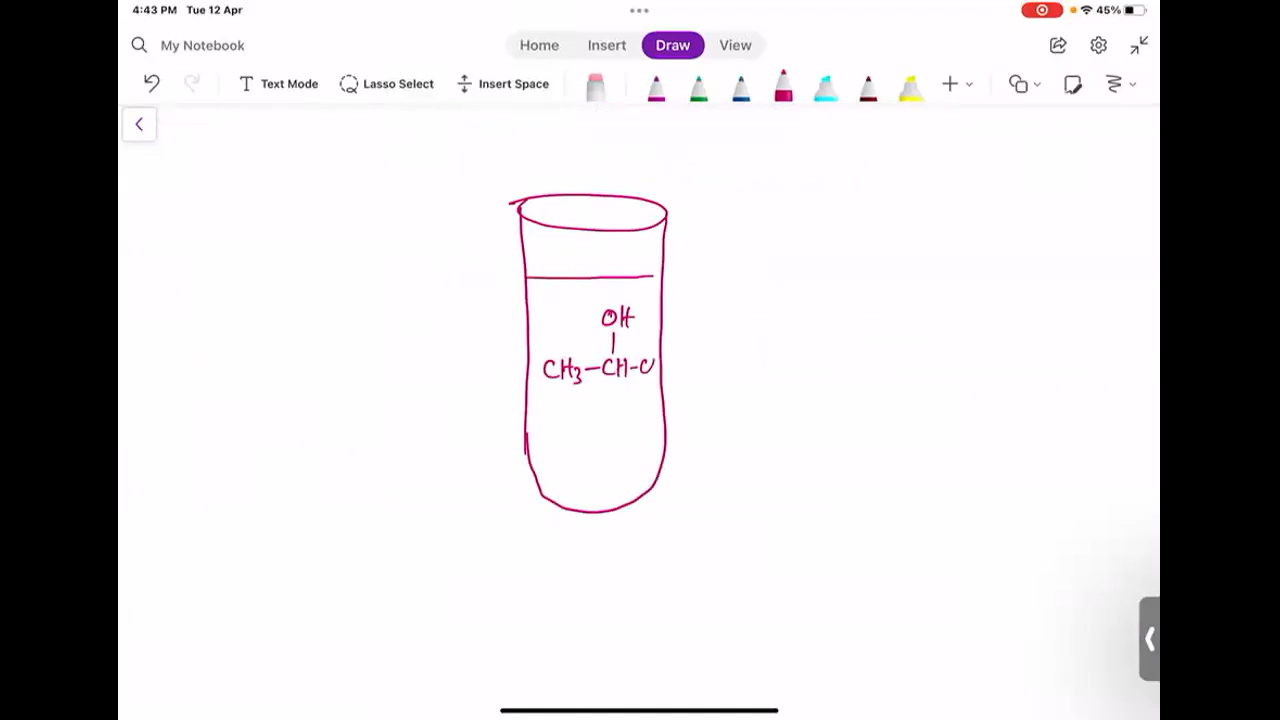 4:43 PM Tue 12 Apr
45%
My Notebook
Home Insert Draw View
Text Mode Lasso Select Insert Space
OH
CH3-CH-C